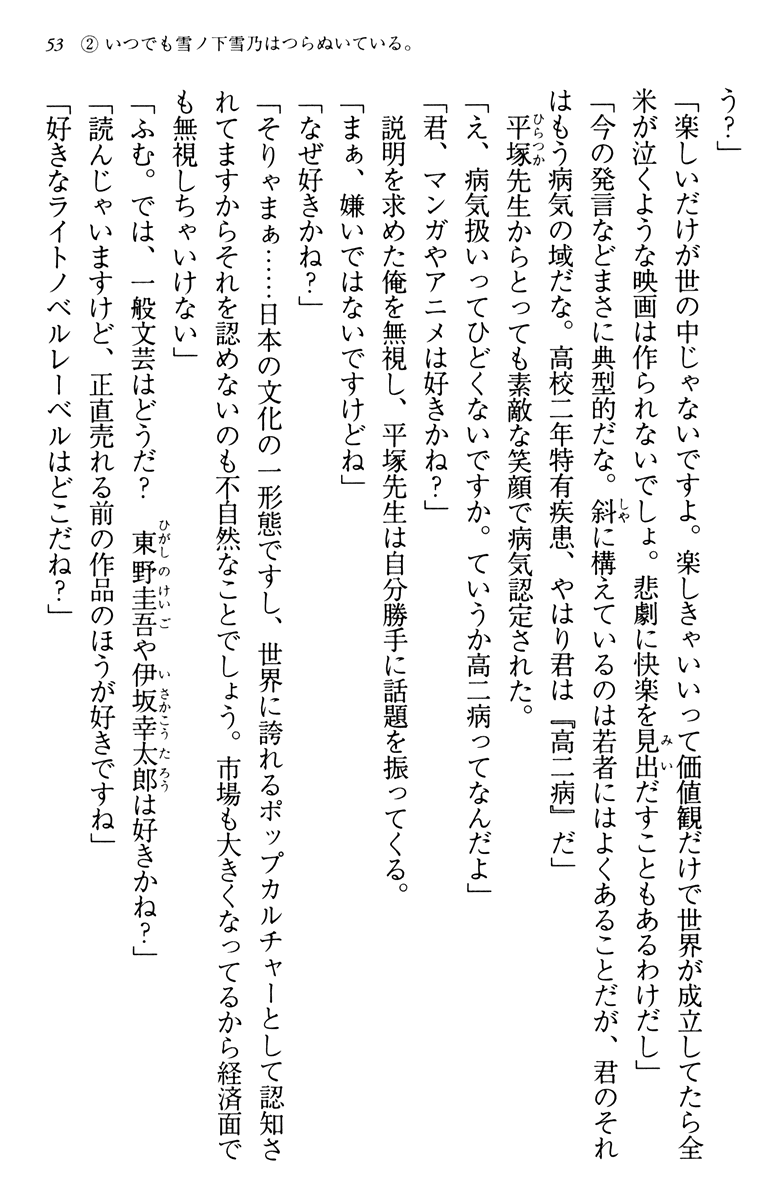 53　②いつでも雪ノ下雪乃はつらぬいている。
う？」
「楽しいだけが世の中じゃないですよ。楽しきゃいいって価値観だけで世界が成立してたら全
米が泣くような映画は作られないでしょ。悲劇に快楽を見出だすこともあるわけだし」
「今の発言などまさに典型的だな。斜に構えているのは若者にはよくあることだが、君のそれ
はもう病気の域だな。高校二年特有疾患、やはり君は『高二病』だ」
　平塚先生からとっても素敵な笑顔で病気認定された。
「え、病気扱いってひどくないですか。ていうか高二病ってなんだよ」
「君、マンガやアニメは好きかね？」
　説明を求めた俺を無視し、平塚先生は自分勝手に話題を振ってくる。
「まぁ、嫌いではないですけどね」
「なぜ好きかね？」
「そりゃまぁ……日本の文化の一形態ですし、世界に誇れるポップカルチャーとして認知さ
れてますからそれを認めないのも不自然なことでしょう。市場も大きくなってるから経済面で
も無視しちゃいけない」
「ふむ。では、一般文芸はどうだ？　東野圭吾や伊坂幸太郎は好きかね？」
「読んじゃいますけど、正直売れる前の作品のほうが好きですね」
「好きなライトノベルレーベルはどこだね？」